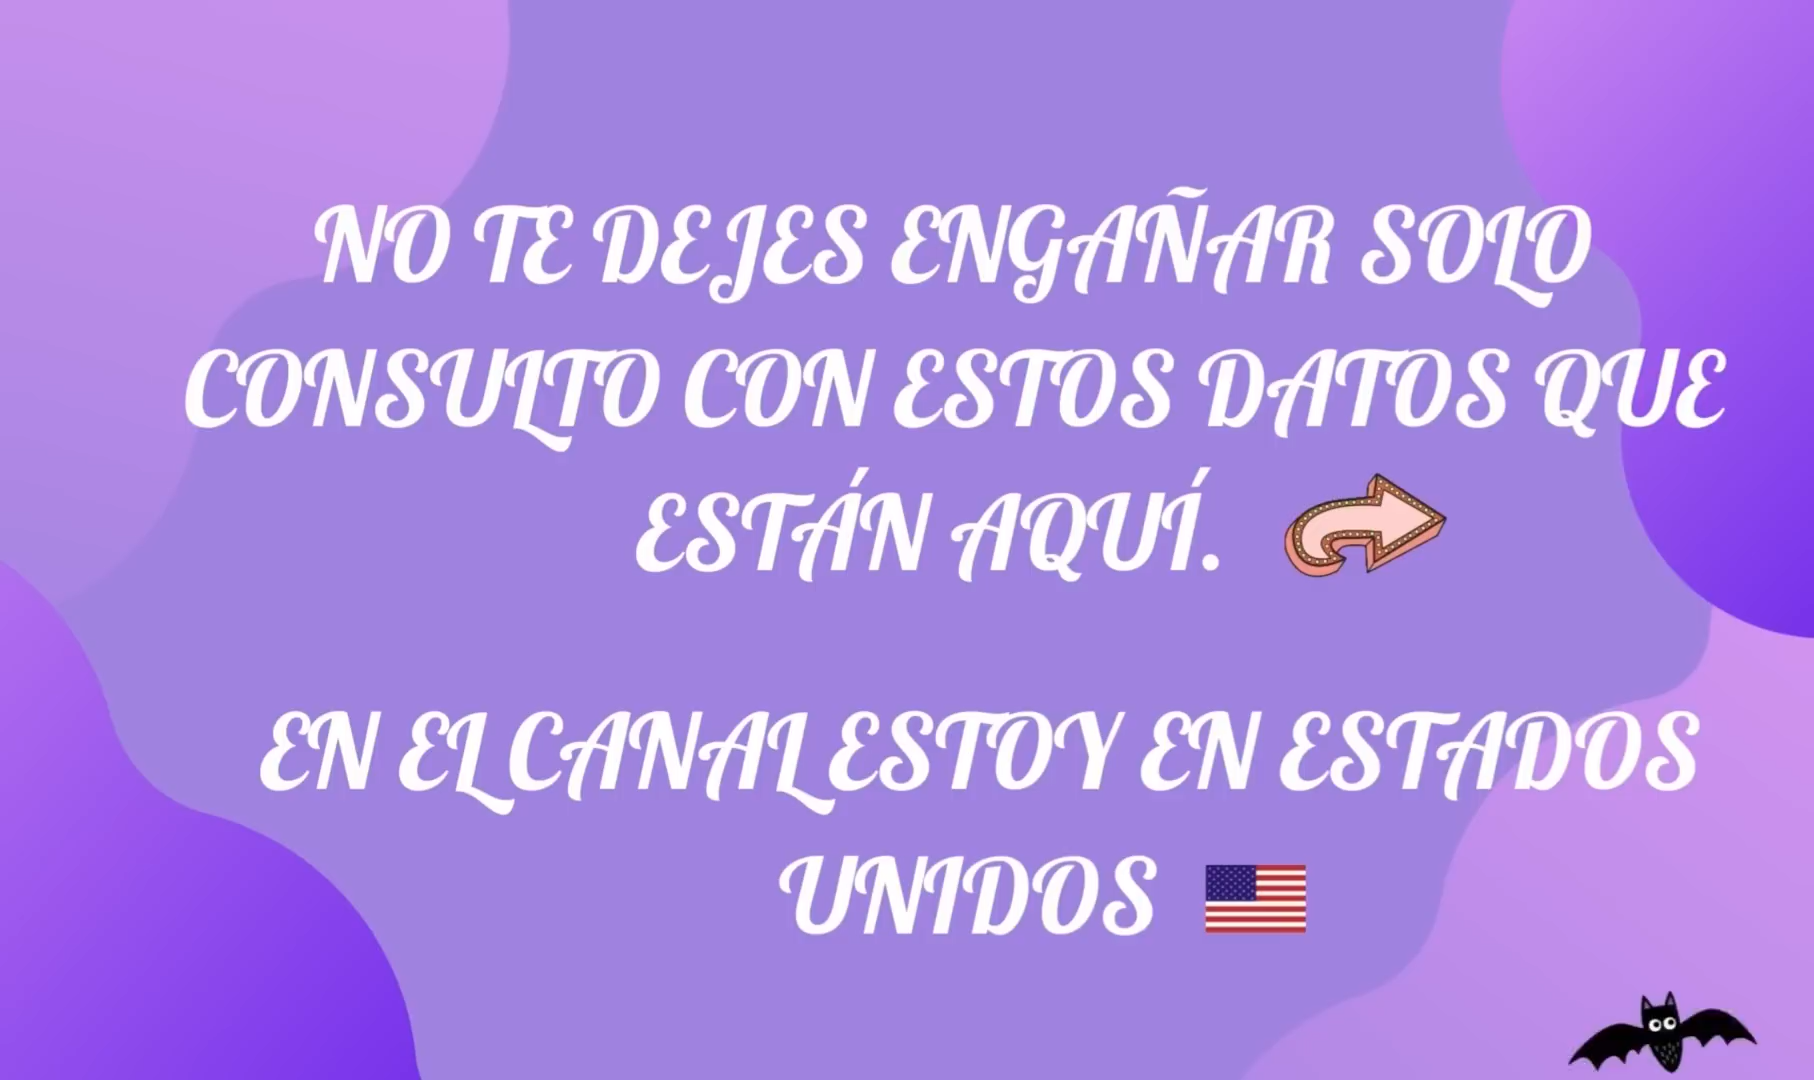 NO TE DEJES ENGAÑAR SOLO
CONSULTO CON ESTOS DATOS QUE
ESTÁN AQUÍ.
EN EL CANAL ESTOY EN ESTADOS
UNIDOS